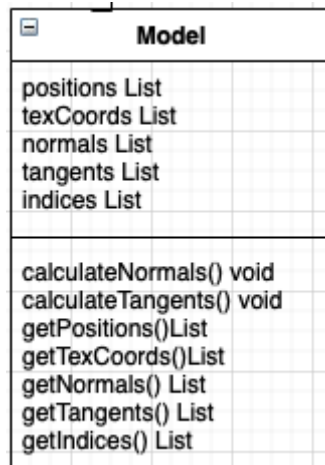 Model
positions List
texCoords List
normals List
tangents List
indices List
calculateNormals() void
calculateTangents() void
getPositions()List
getTexCoords()List
getNormals() List
getTangents() List
getIndices() List